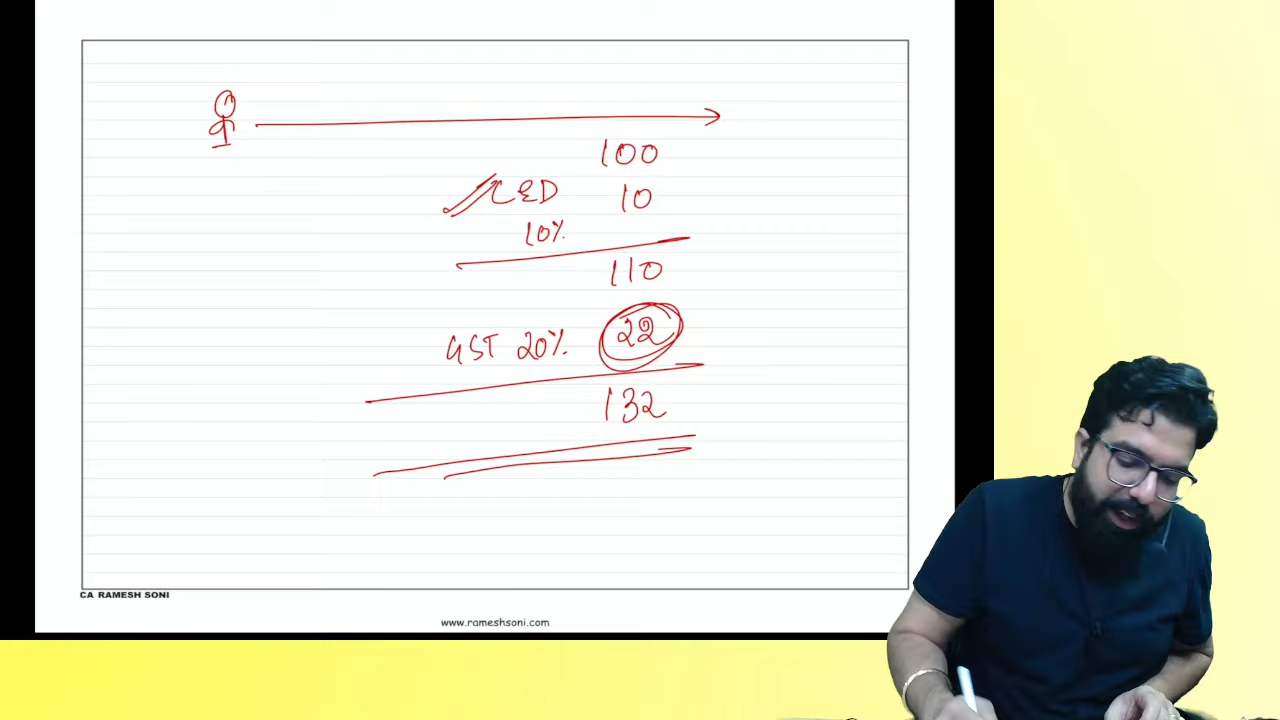 100
CED 10
10%
110
GST 20% 22
132
CA RAMESH SONI
www.rameshsoni.com